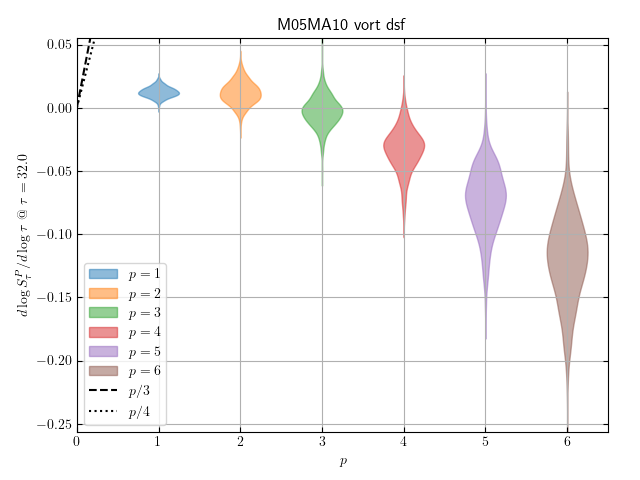 M05MA10 vort dsf
d log S_τ^P / d log τ @ τ = 32.0
0.05
0.00
−0.05
−0.10
−0.15
−0.20
−0.25
p = 1
p = 2
p = 3
p = 4
p = 5
p = 6
p/3
p/4
0 1 2 3 4 5 6
p